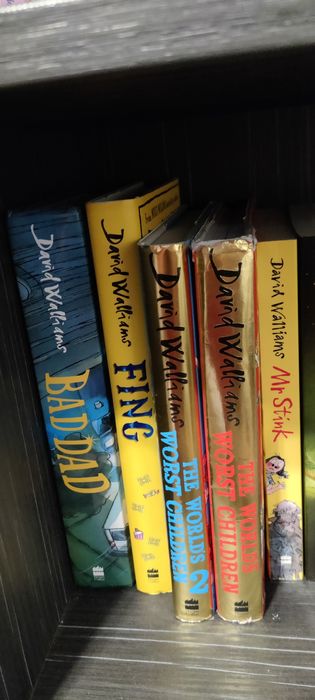 David Walliams
BAD DAD
David Walliams
FING
David Walliams
THE WORLD'S
WORST CHILDREN 2
David Walliams
THE WORLD'S
WORST CHILDREN
David Walliams
Mr Stink